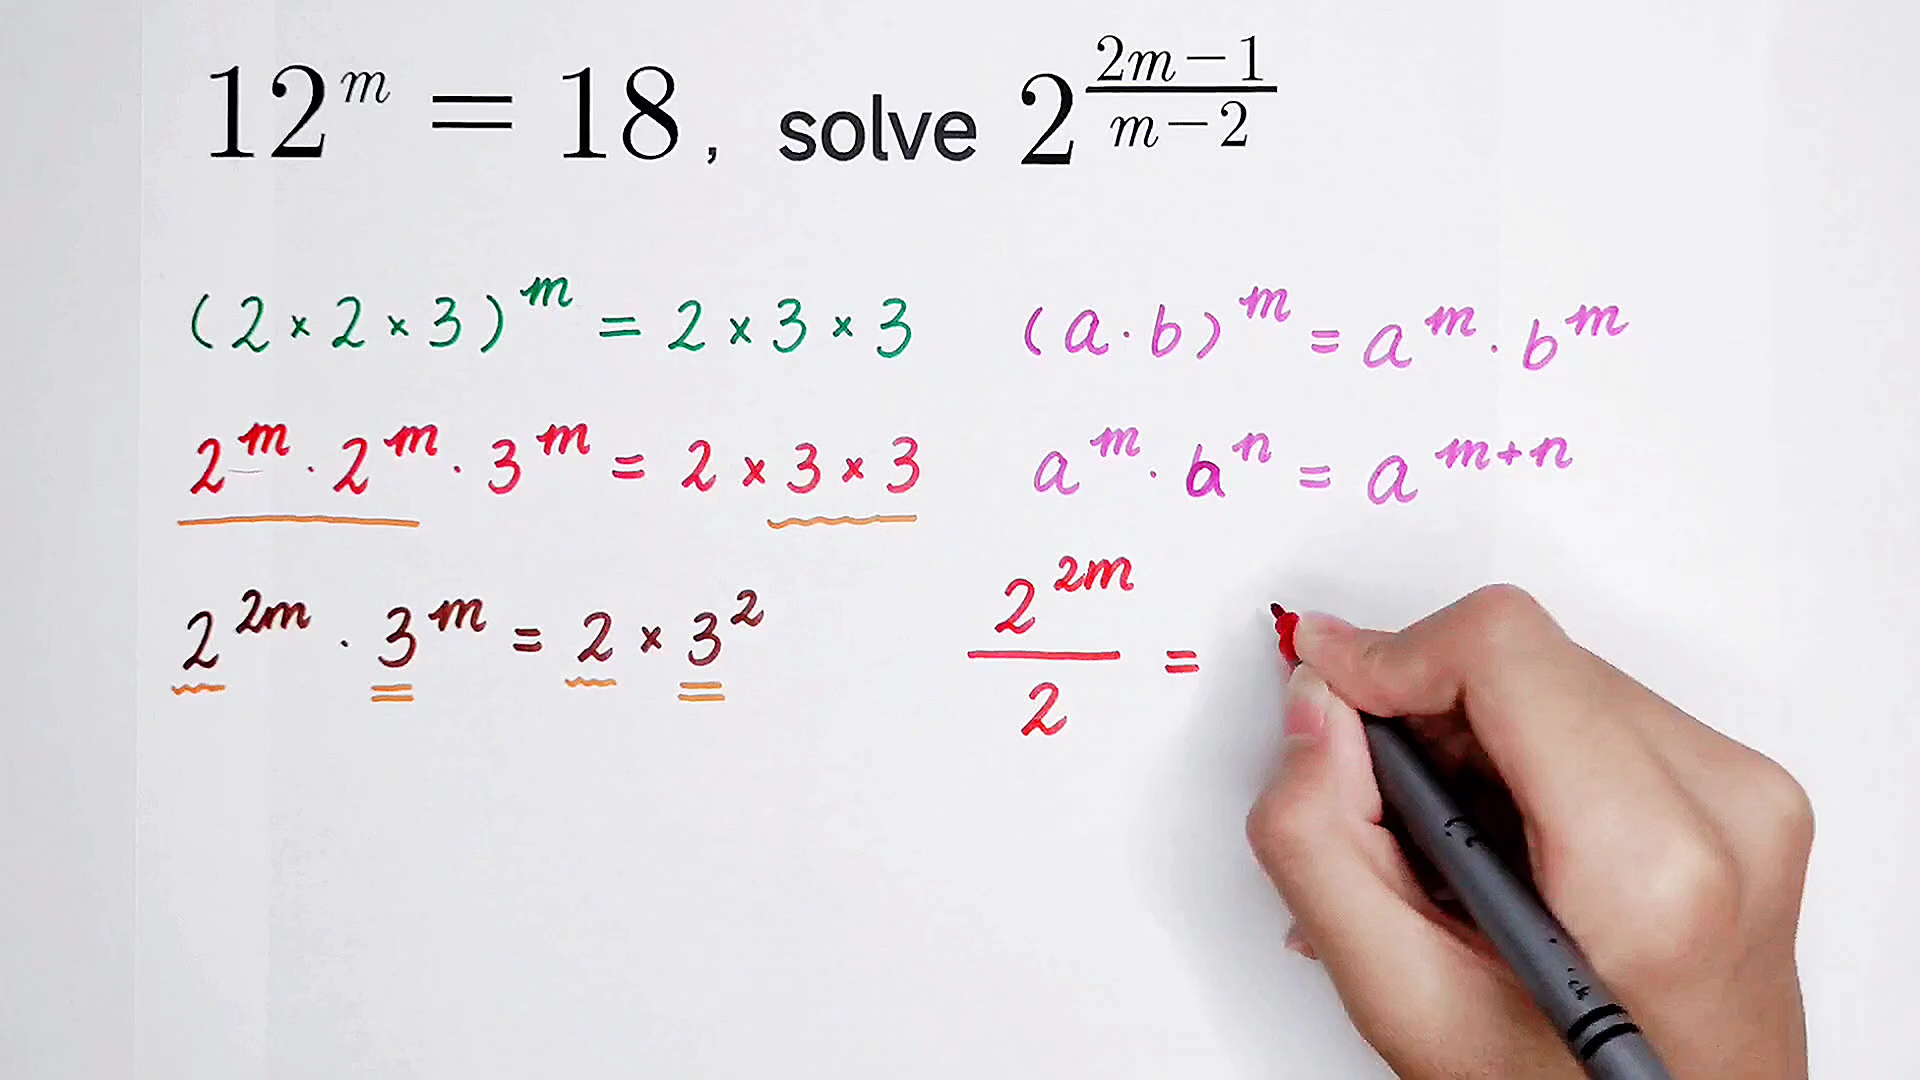 12^m = 18, solve 2^((2m-1)/(m-2))
(2 × 2 × 3)^m = 2 × 3 × 3
(a · b)^m = a^m · b^m
2^m · 2^m · 3^m = 2 × 3 × 3
a^m · a^n = a^(m+n)
2^(2m) · 3^m = 2 × 3^2
2^(2m)/2 =